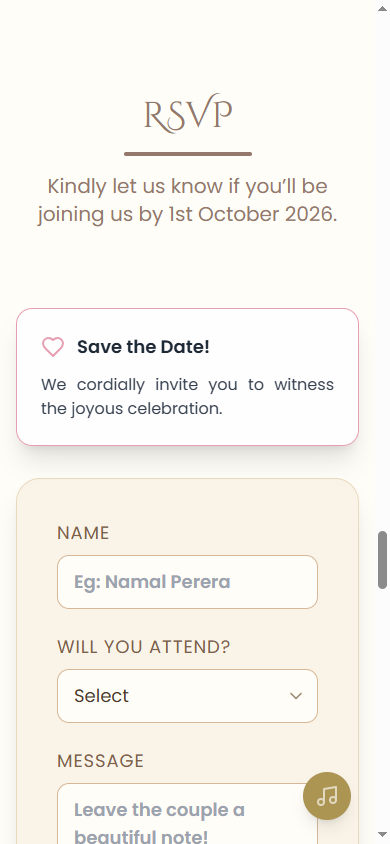 RSVP
Kindly let us know if you’ll be
joining us by 1st October 2026.
Save the Date!
We cordially invite you to witness
the joyous celebration.
NAME
Eg: Namal Perera
WILL YOU ATTEND?
Select
MESSAGE
Leave the couple a
beautiful note!